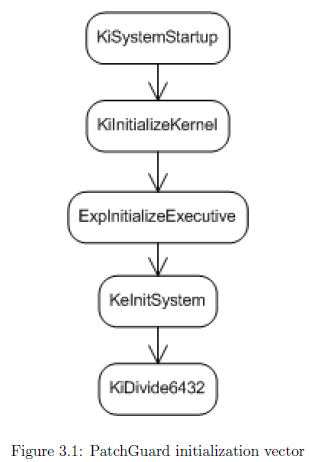 KiSystemStartup
KiInitializeKernel
ExpInitializeExecutive
KeInitSystem
KiDivide6432
Figure 3.1: PatchGuard initialization vector